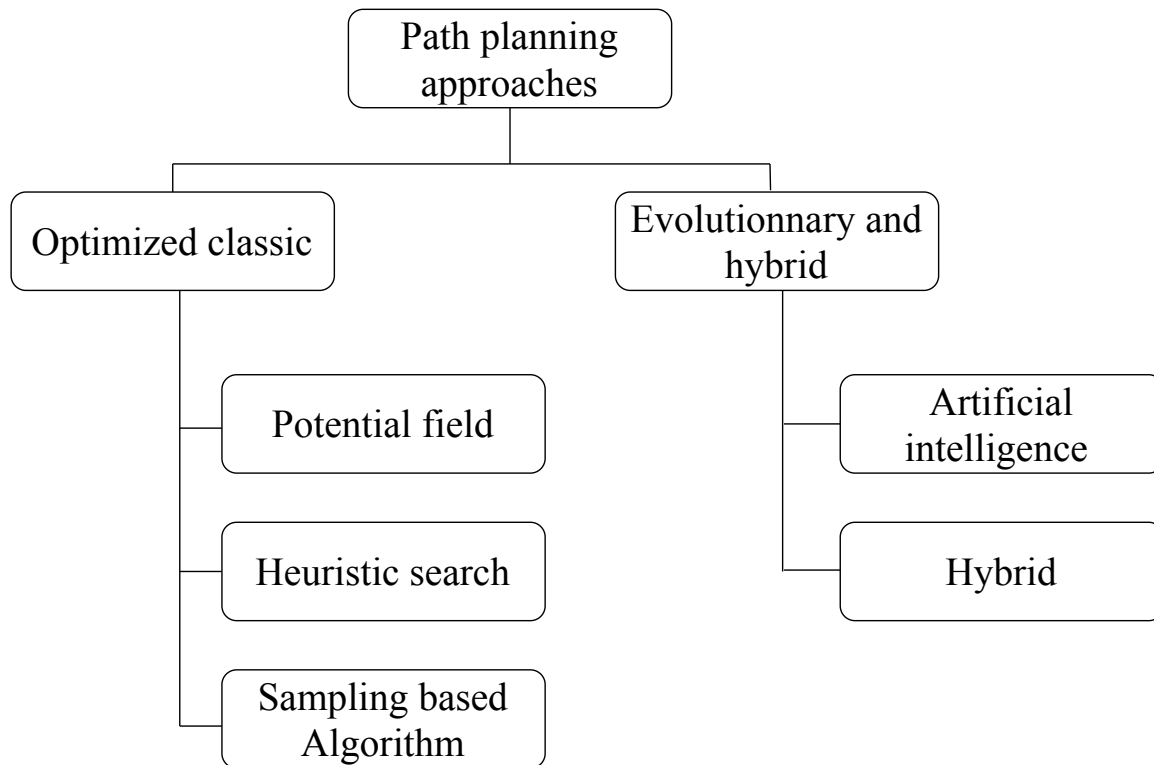 Path planning
approaches
Optimized classic
Evolutionnary and
hybrid
Potential field
Heuristic search
Sampling based
Algorithm
Artificial
intelligence
Hybrid